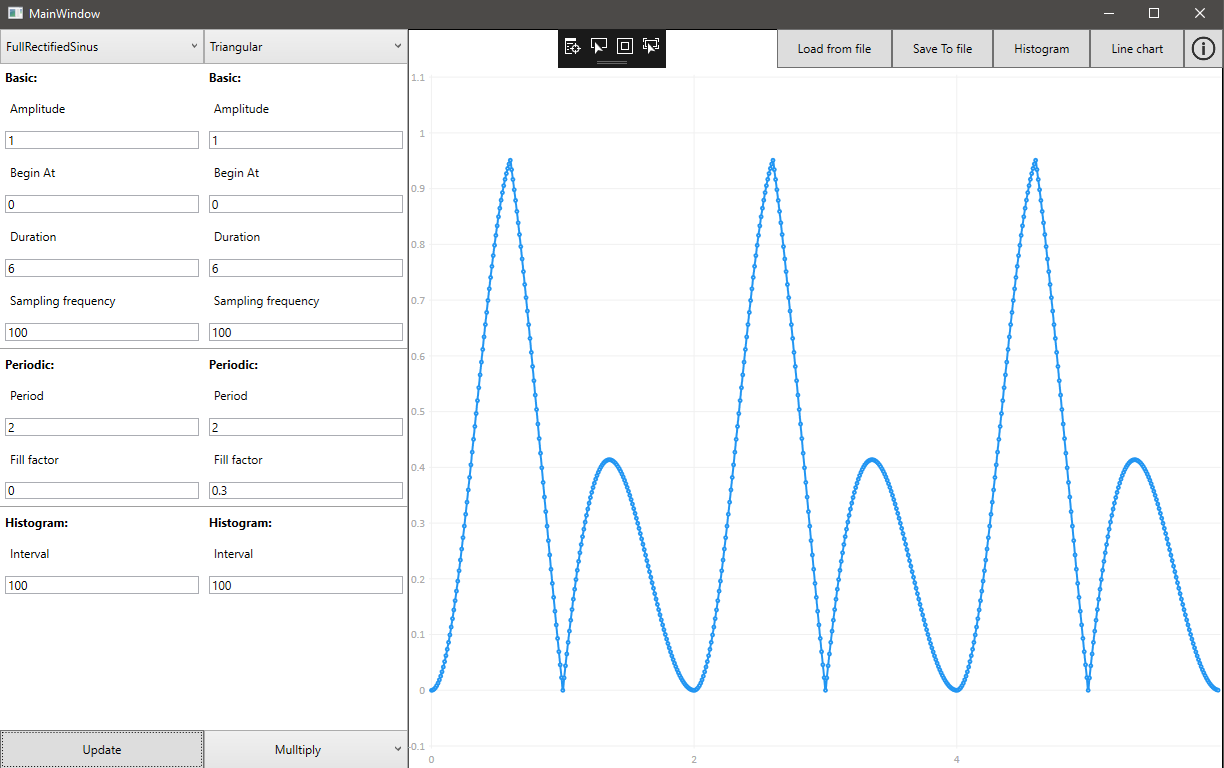 MainWindow
FullRectifiedSinus Triangular
Load from file Save To file Histogram Line chart
Basic: Basic:
Amplitude Amplitude
1 1
Begin At Begin At
0 0
Duration Duration
6 6
Sampling frequency Sampling frequency
100 100
Periodic: Periodic:
Period Period
2 2
Fill factor Fill factor
0 0.3
Histogram: Histogram:
Interval Interval
100 100
Update Multiply
1.1
1
0.9
0.8
0.7
0.6
0.5
0.4
0.3
0.2
0.1
0
-0.1
0 2 4